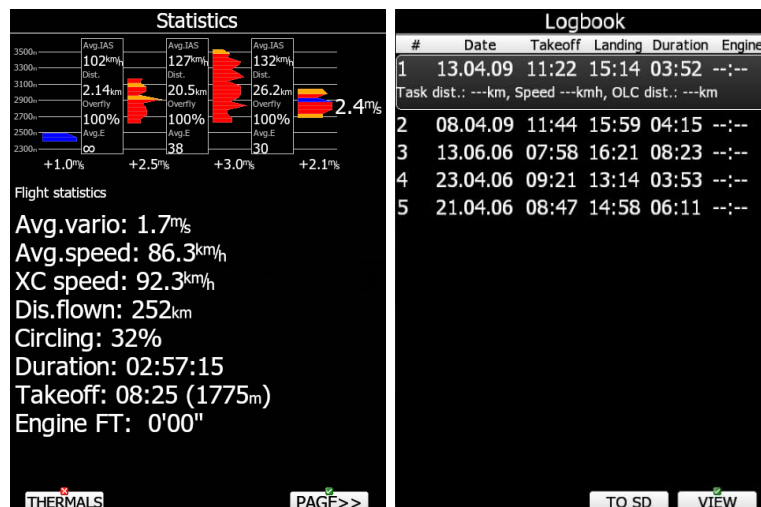 Statistics
Avg.IAS Avg.IAS Avg.IAS
3500m 102km/h 127km/h 132km/h
3300m Dist. Dist. Dist.
3100m 2.14km 20.5km 26.2km
2900m Overfly Overfly Overfly 2.4m/s
2700m 100% 100% 100%
2500m Avg.E Avg.E Avg.E
2300m ∞ 38 30
+1.0m/s +2.5m/s +3.0m/s +2.1m/s
Flight statistics
Avg.vario: 1.7m/s
Avg.speed: 86.3km/h
XC speed: 92.3km/h
Dis.flown: 252km
Circling: 32%
Duration: 02:57:15
Takeoff: 08:25 (1775m)
Engine FT: 0'00"
THERMALS PAGE>>
Logbook
# Date Takeoff Landing Duration Engine
1 13.04.09 11:22 15:14 03:52 --:--
Task dist.: ---km, Speed ---kmh, OLC dist.: ---km
2 08.04.09 11:44 15:59 04:15 --:--
3 13.06.06 07:58 16:21 08:23 --:--
4 23.04.06 09:21 13:14 03:53 --:--
5 21.04.06 08:47 14:58 06:11 --:--
TO SD VIEW